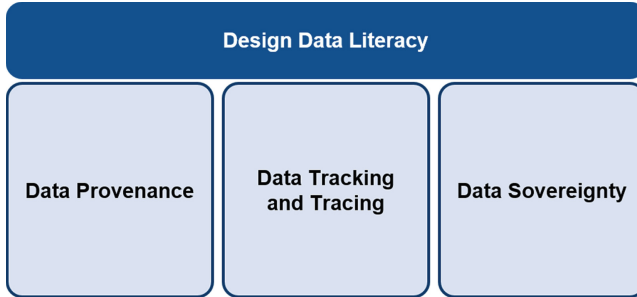 Design Data Literacy
Data Provenance
Data Tracking
and Tracing
Data Sovereignty